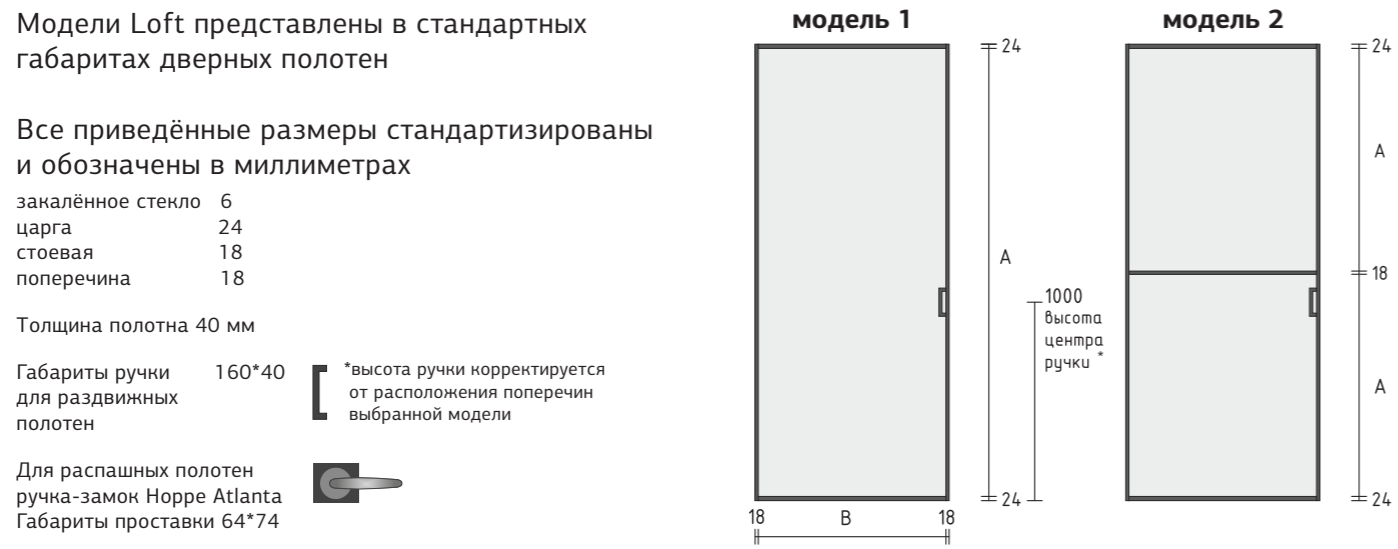 Модели Loft представлены в стандартных
габаритах дверных полотен
Все приведённые размеры стандартизированы
и обозначены в миллиметрах
закалённое стекло 6
царга 24
стоевая 18
поперечина 18
Толщина полотна 40 мм
Габариты ручки 160*40
для раздвижных
полотен
*высота ручки корректируется
от расположения поперечин
выбранной модели
Для распашных полотен
ручка-замок Hoppe Atlanta
Габариты проставки 64*74
модель 1
24
A
1000
высота
центра
ручки *
24
18 B 18
модель 2
24
A
18
A
24